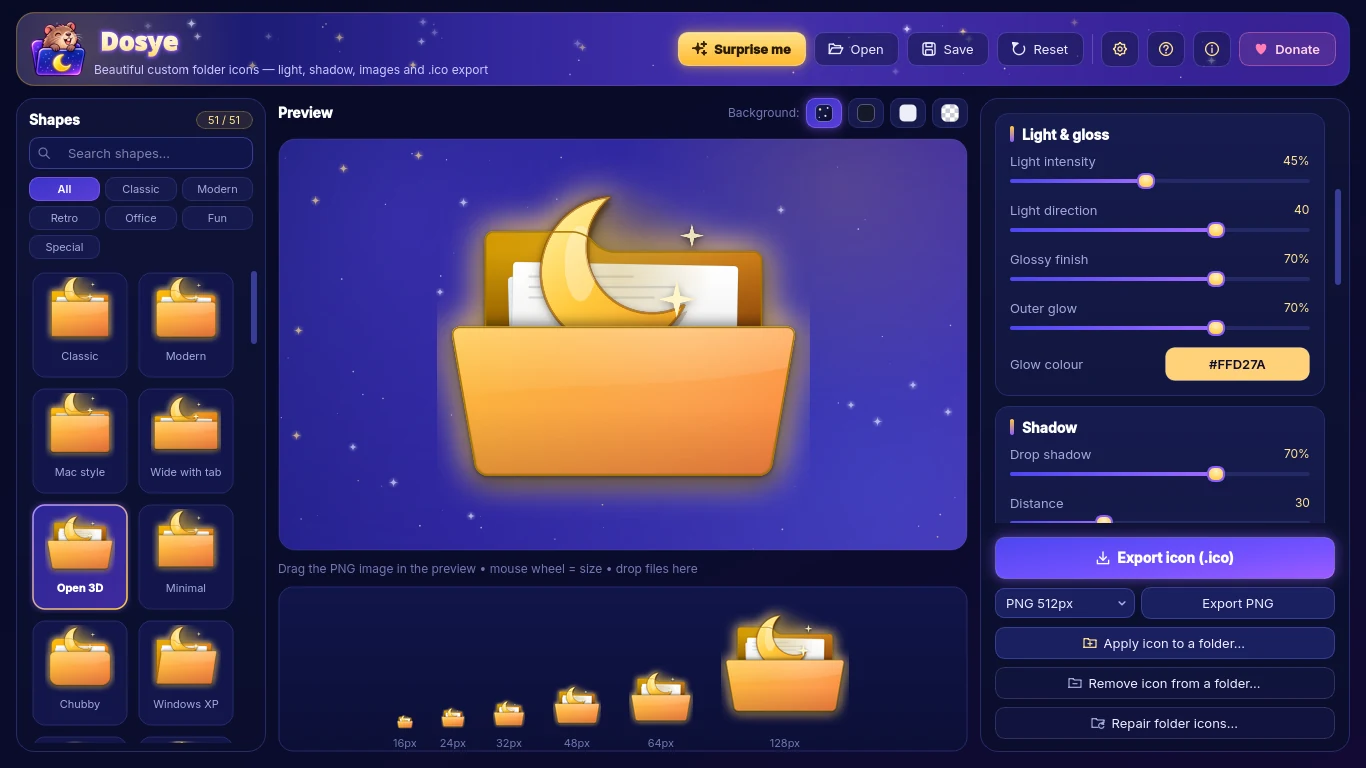 Dosye
Beautiful custom folder icons — light, shadow, images and .ico export
Surprise me
Open
Save
Reset
Donate
Shapes
51 / 51
Search shapes...
All
Classic
Modern
Retro
Office
Fun
Special
Classic
Modern
Mac style
Wide with tab
Open 3D
Minimal
Chubby
Windows XP
Preview
Background:
Drag the PNG image in the preview • mouse wheel = size • drop files here
16px
24px
32px
48px
64px
128px
Light & gloss
Light intensity
45%
Light direction
40
Glossy finish
70%
Outer glow
70%
Glow colour
#FFD27A
Shadow
Drop shadow
70%
Distance
30
Export icon (.ico)
PNG 512px
Export PNG
Apply icon to a folder...
Remove icon from a folder...
Repair folder icons...